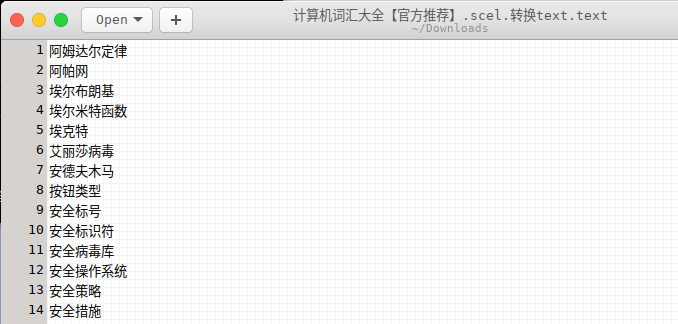 Open
+
计算机词汇大全【官方推荐】.scel.转换text.text
~/Downloads
1 阿姆达尔定律
2 阿帕网
3 埃尔布朗基
4 埃尔米特函数
5 埃克特
6 艾丽莎病毒
7 安德夫木马
8 按钮类型
9 安全标号
10 安全标识符
11 安全病毒库
12 安全操作系统
13 安全策略
14 安全措施